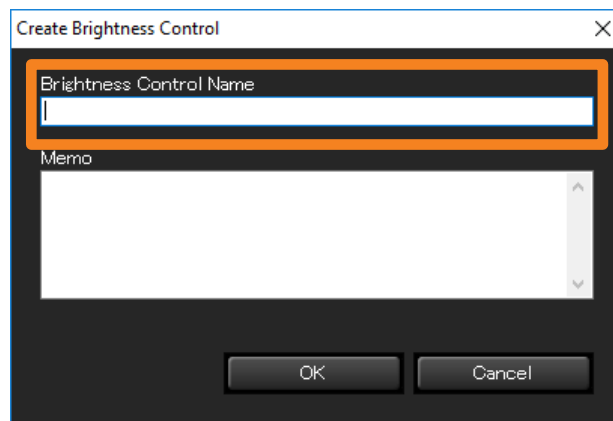 Create Brightness Control
Brightness Control Name
Memo
OK
Cancel